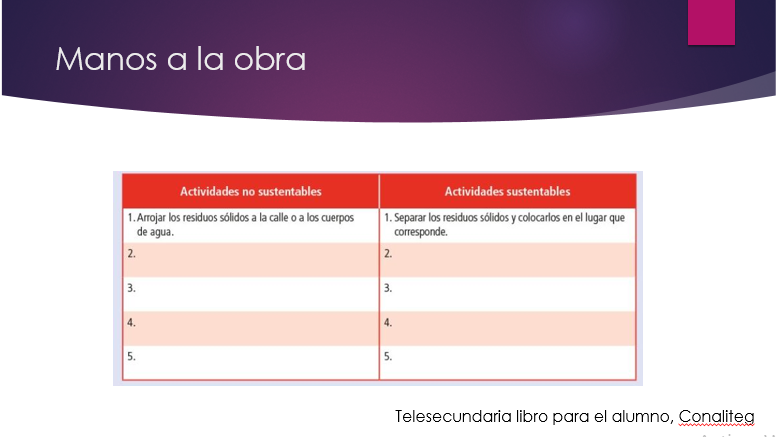 Manos a la obra
Actividades no sustentables
Actividades sustentables
1. Arrojar los residuos sólidos a la calle o a los cuerpos
de agua.
1. Separar los residuos sólidos y colocarlos en el lugar que
corresponde.
2.
2.
3.
3.
4.
4.
5.
5.
Telesecundaria libro para el alumno, Conaliteg